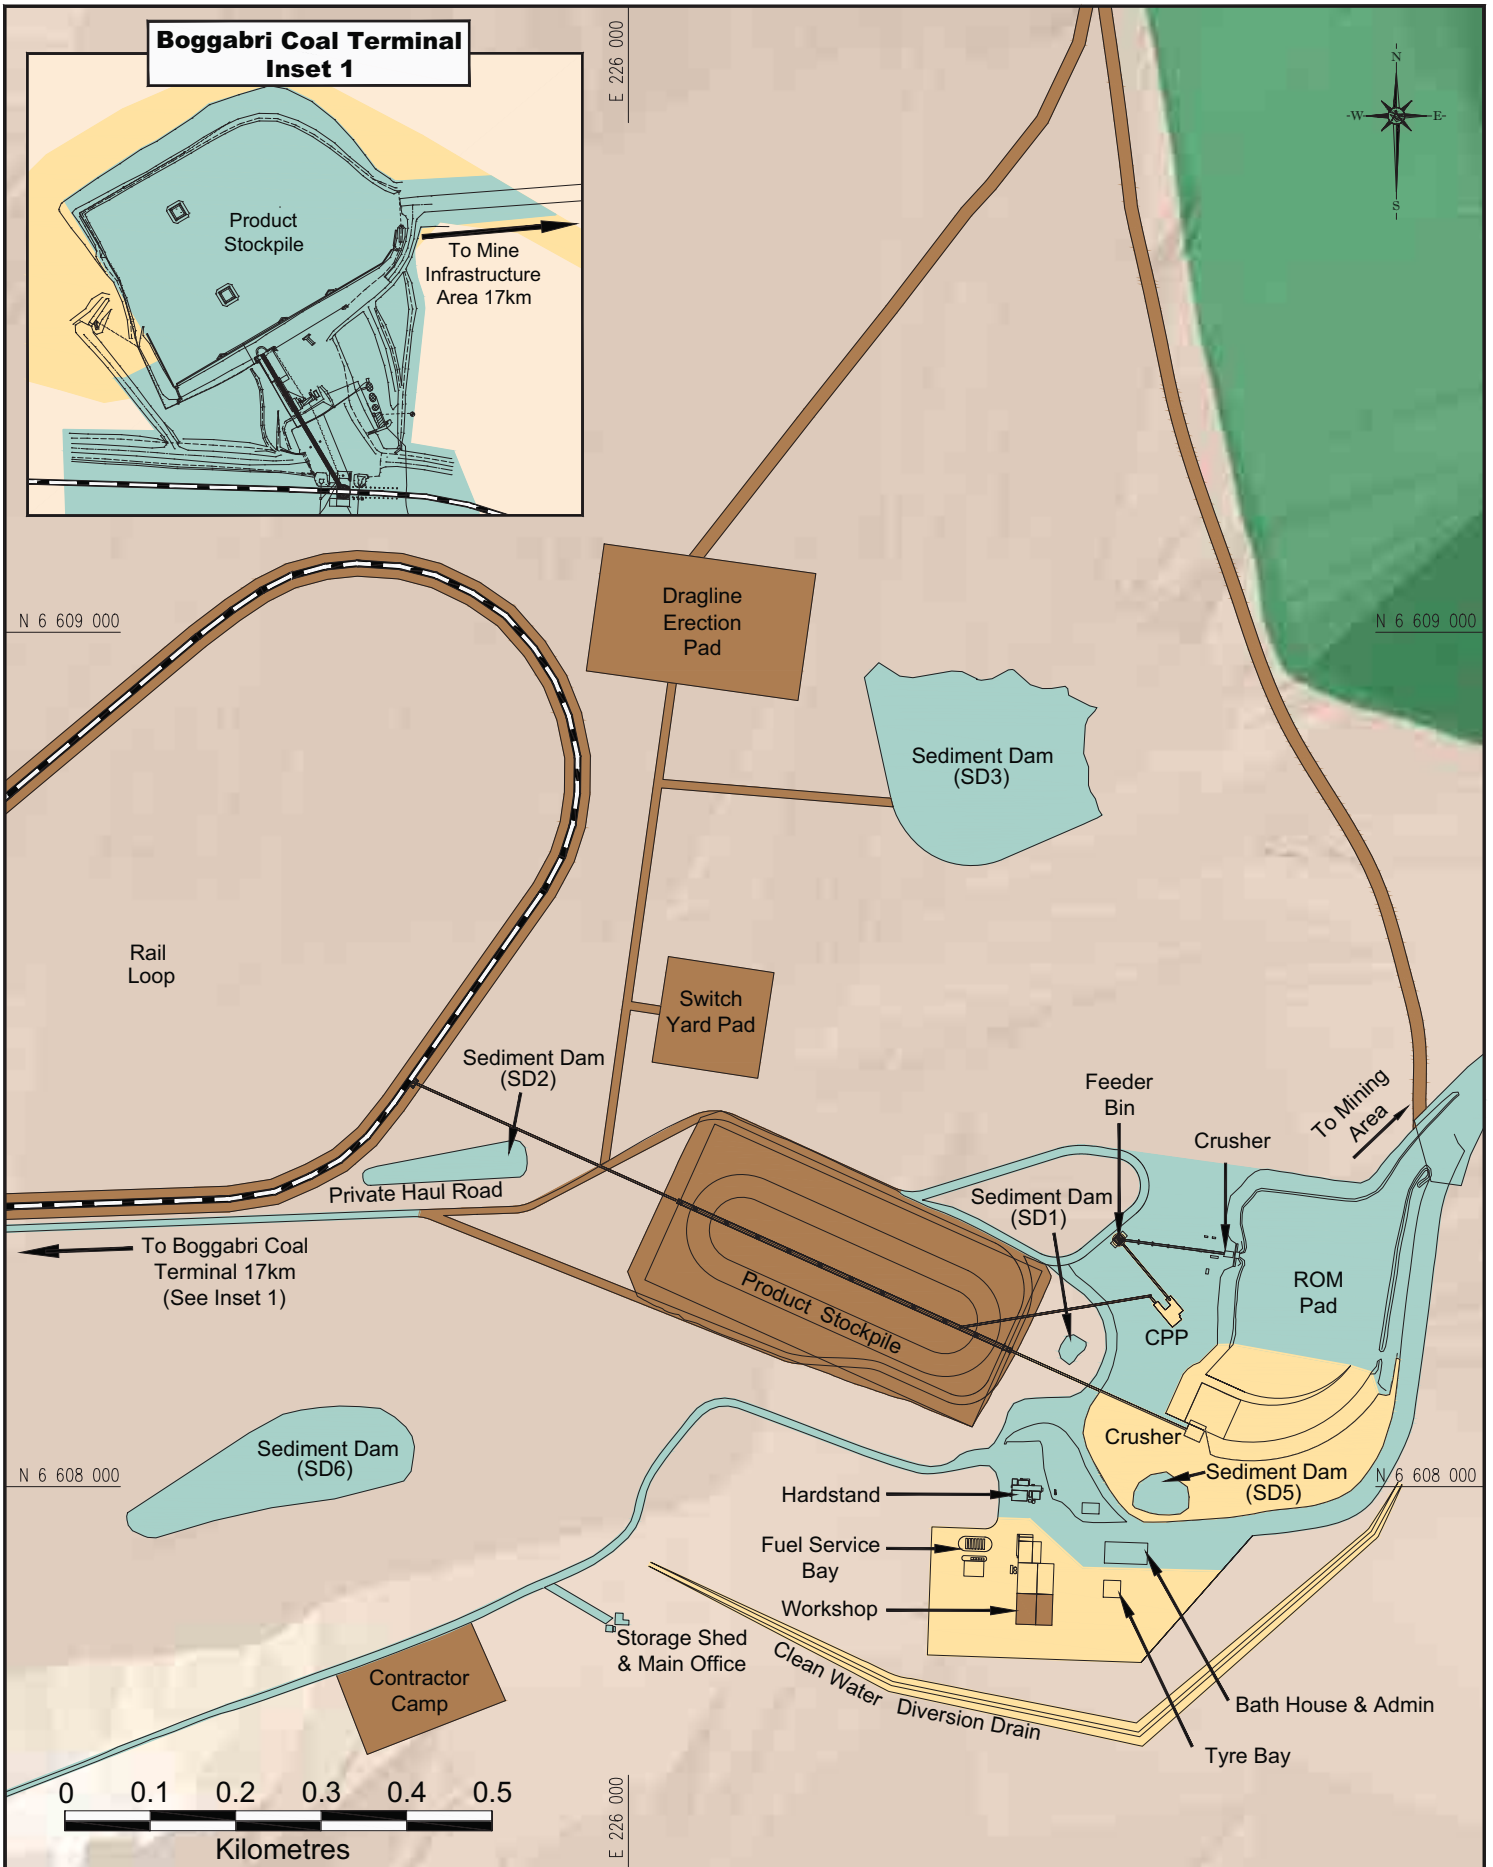 Boggabri Coal Terminal
Inset 1
E 226 000
N
-W-
-E-
S
Product
Stockpile
To Mine
Infrastructure
Area 17km
Dragline
Erection
Pad
N 6 609 000
N 6 609 000
Sediment Dam
(SD3)
Rail
Loop
Switch
Yard Pad
Sediment Dam
(SD2)
Feeder
Bin
To Mining
Area
Crusher
Private Haul Road
Sediment Dam
(SD1)
To Boggabri Coal
Terminal 17km
(See Inset 1)
ROM
Pad
Product Stockpile
CPP
Crusher
Sediment Dam
(SD6)
Sediment Dam
(SD5)
N 6 608 000
N 6 608 000
Hardstand
Fuel Service
Bay
Workshop
Storage Shed
& Main Office
Clean Water Diversion Drain
Contractor
Camp
Bath House & Admin
Tyre Bay
0 0.1 0.2 0.3 0.4 0.5
Kilometres
E 226 000